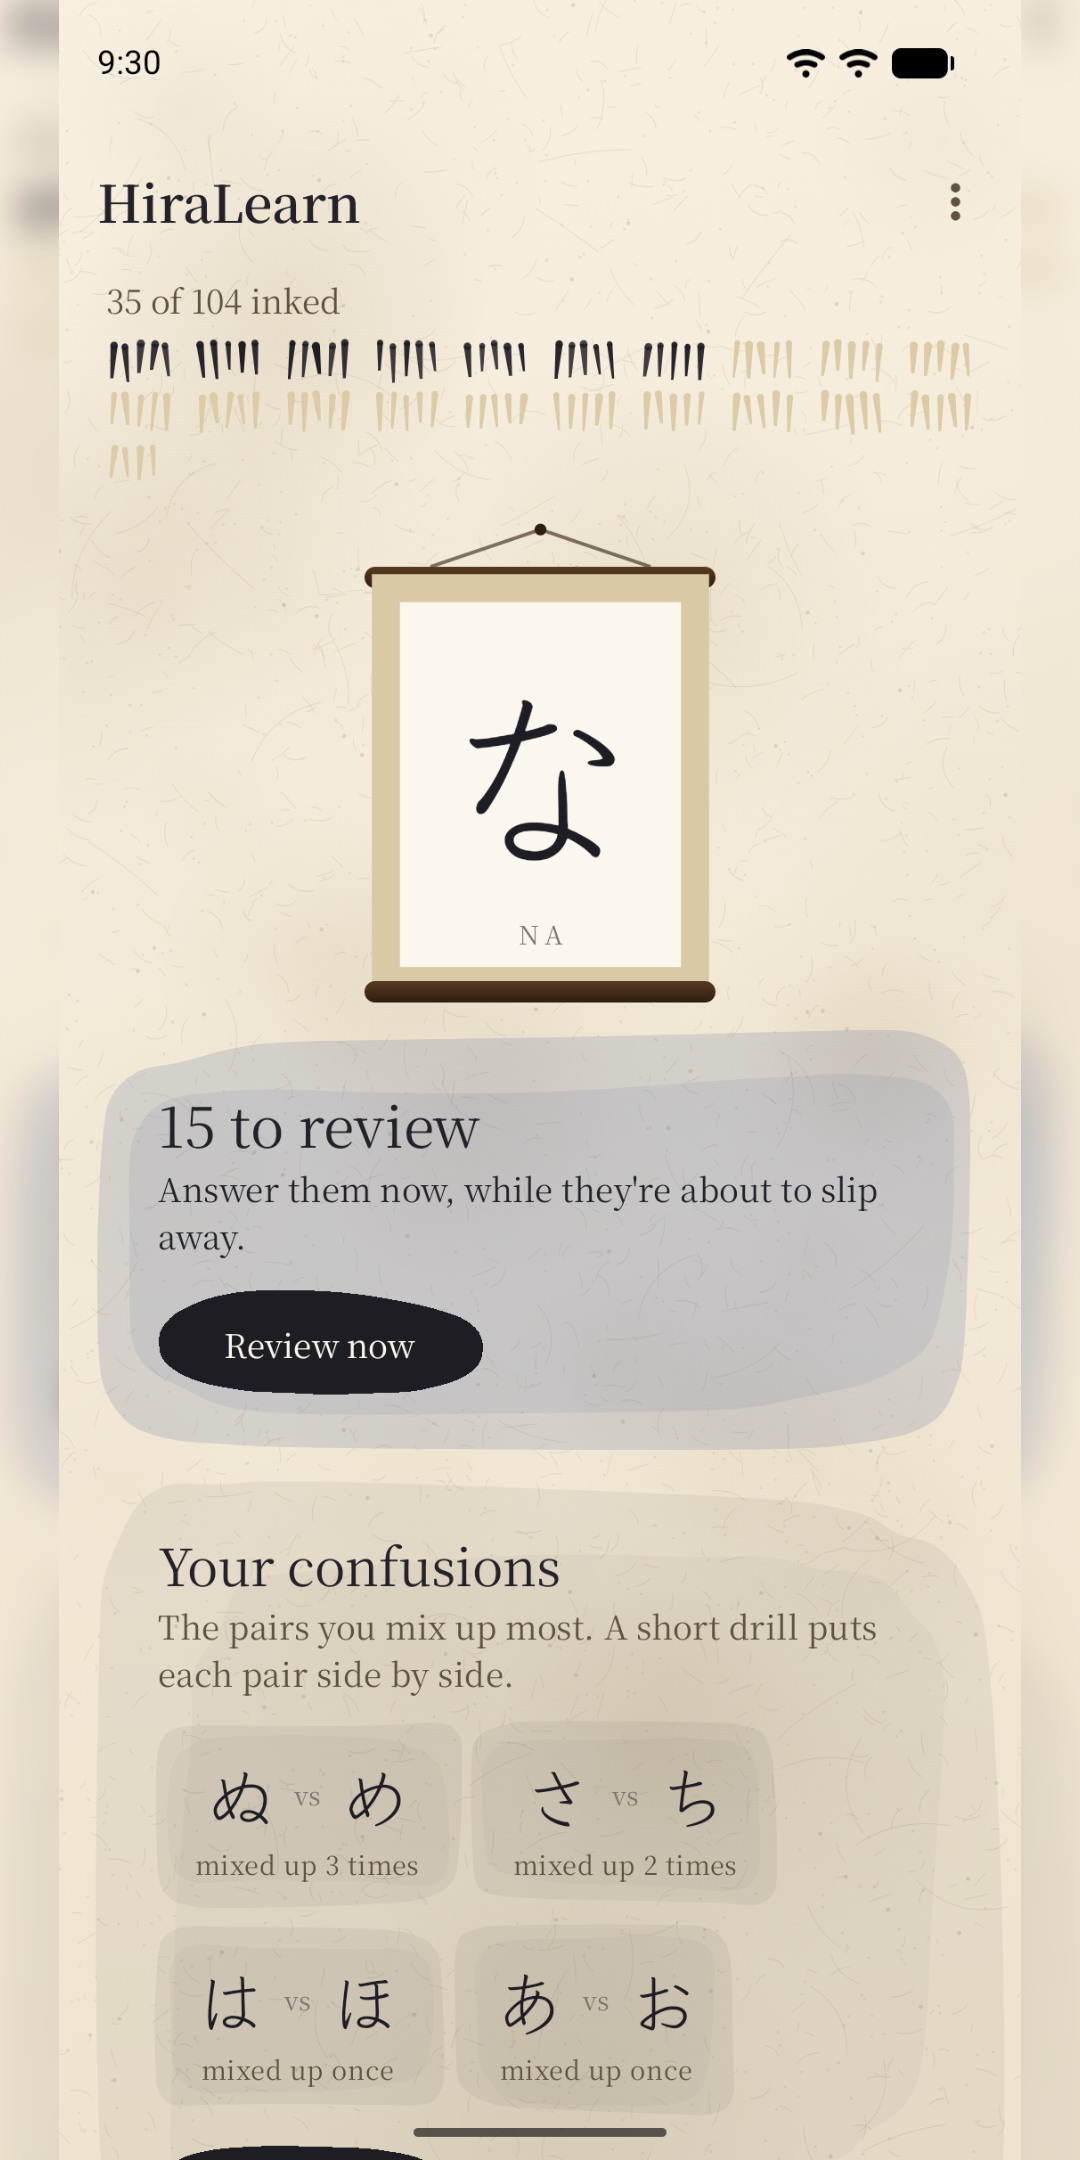 9:30
HiraLearn
35 of 104 inked
な
NA
15 to review
Answer them now, while they're about to slip
away.
Review now
Your confusions
The pairs you mix up most. A short drill puts
each pair side by side.
ぬ vs め
mixed up 3 times
さ vs ち
mixed up 2 times
は vs ほ
mixed up once
あ vs お
mixed up once